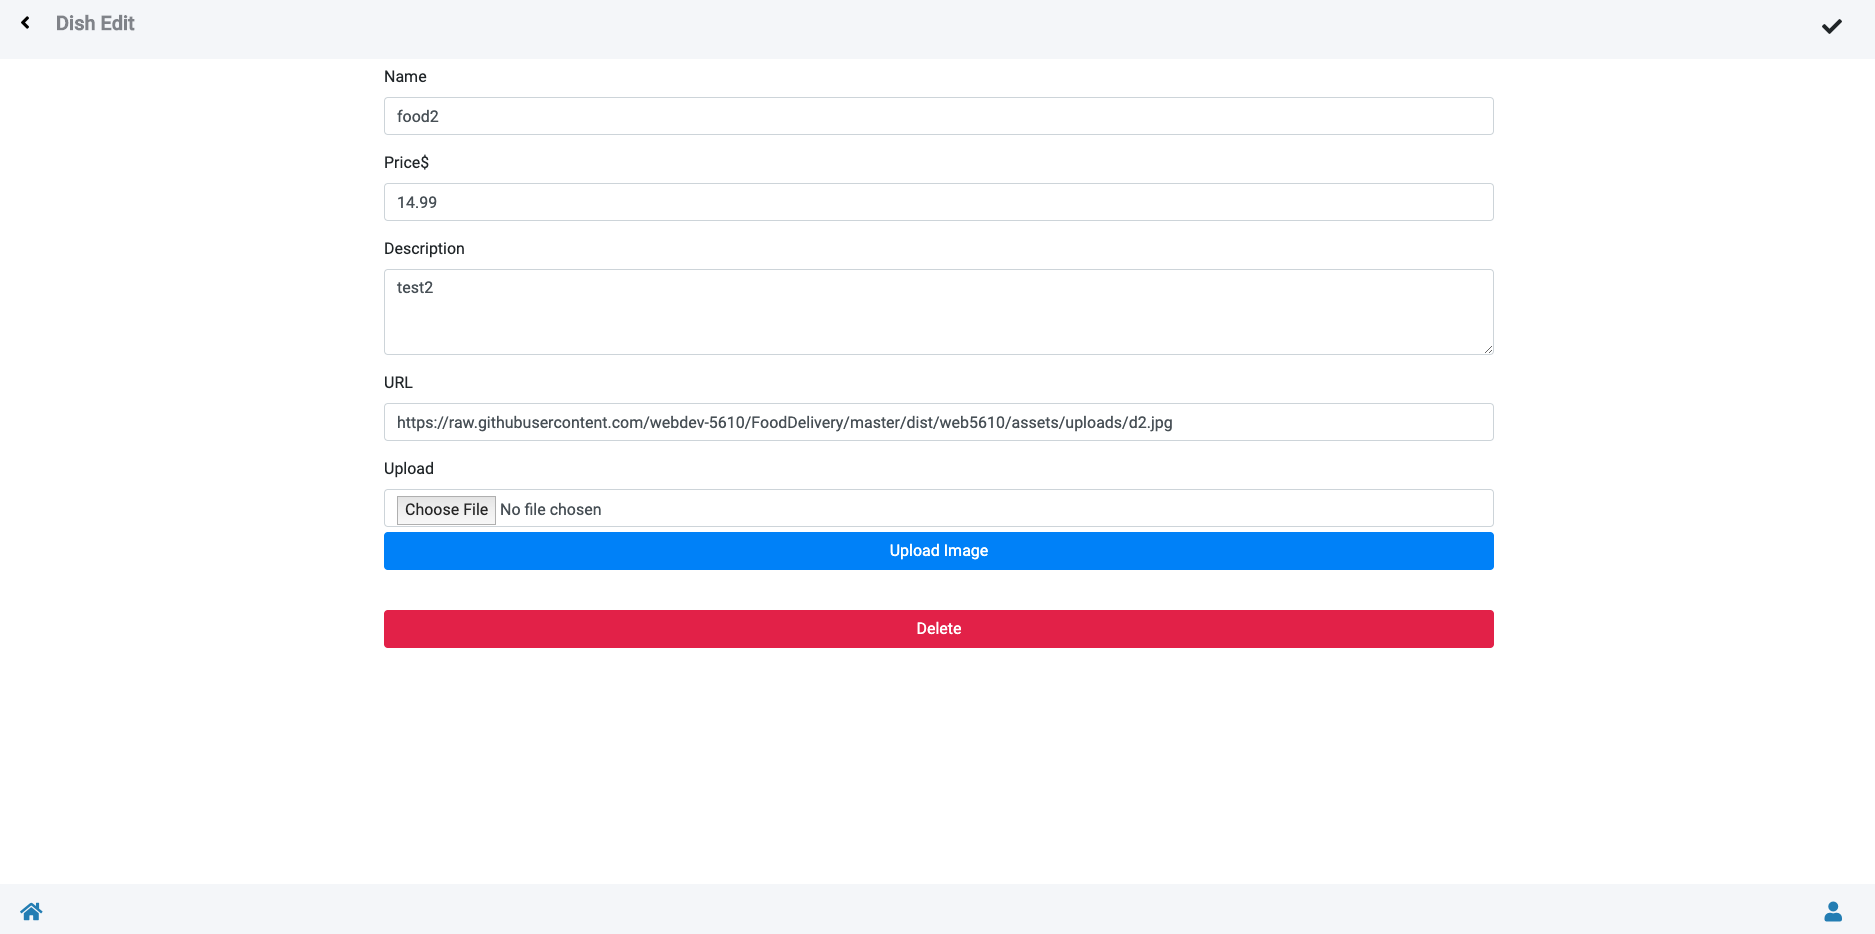 Dish Edit
Name
food2
Price$
14.99
Description
test2
URL
https://raw.githubusercontent.com/webdev-5610/FoodDelivery/master/dist/web5610/assets/uploads/d2.jpg
Upload
Choose File No file chosen
Upload Image
Delete